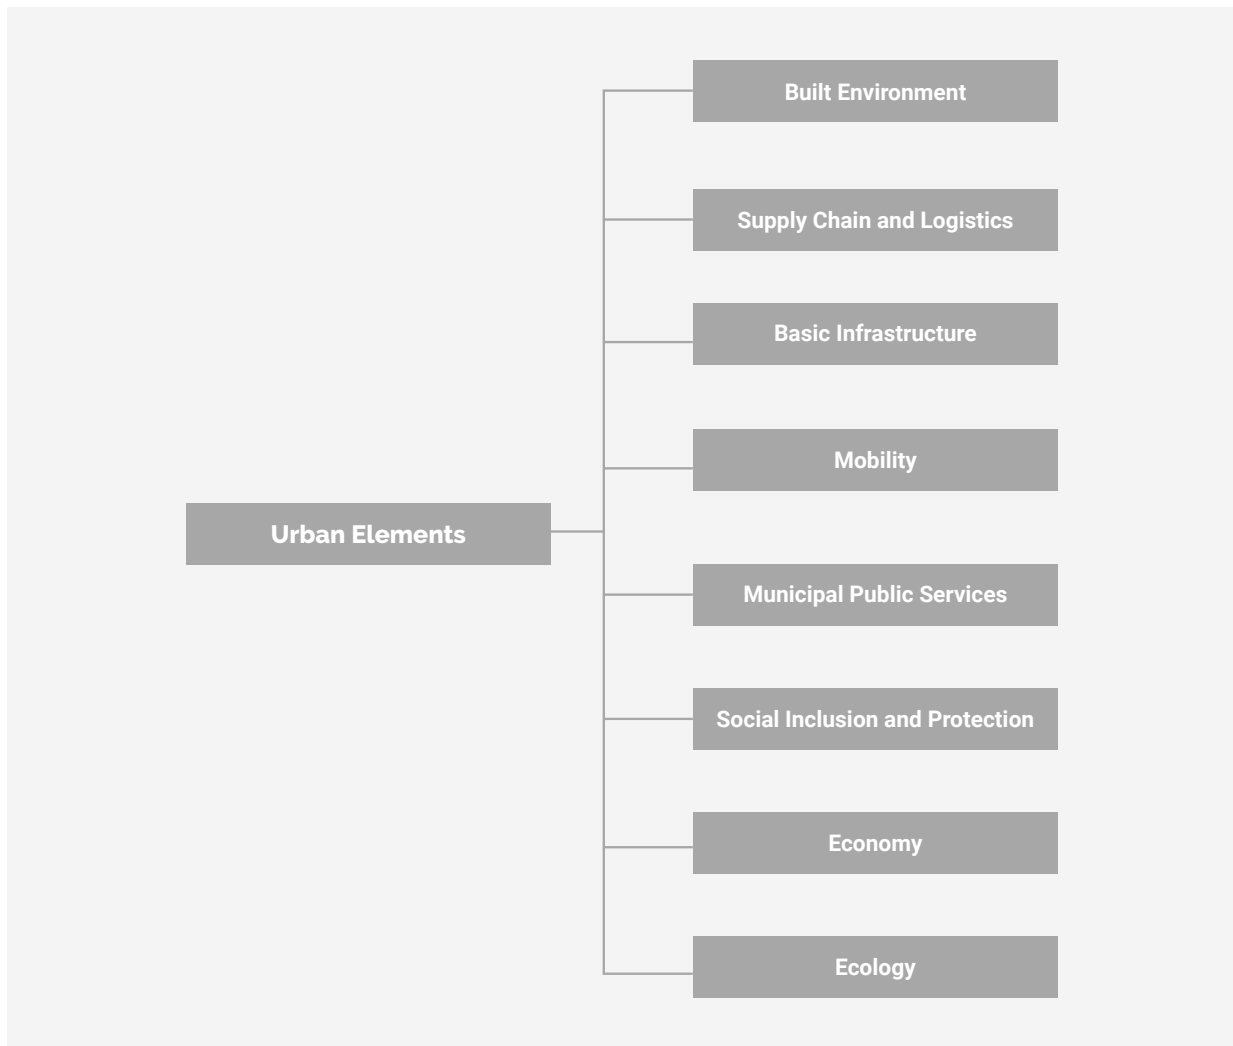 Built Environment
Supply Chain and Logistics
Basic Infrastructure
Mobility
Urban Elements
Municipal Public Services
Social Inclusion and Protection
Economy
Ecology